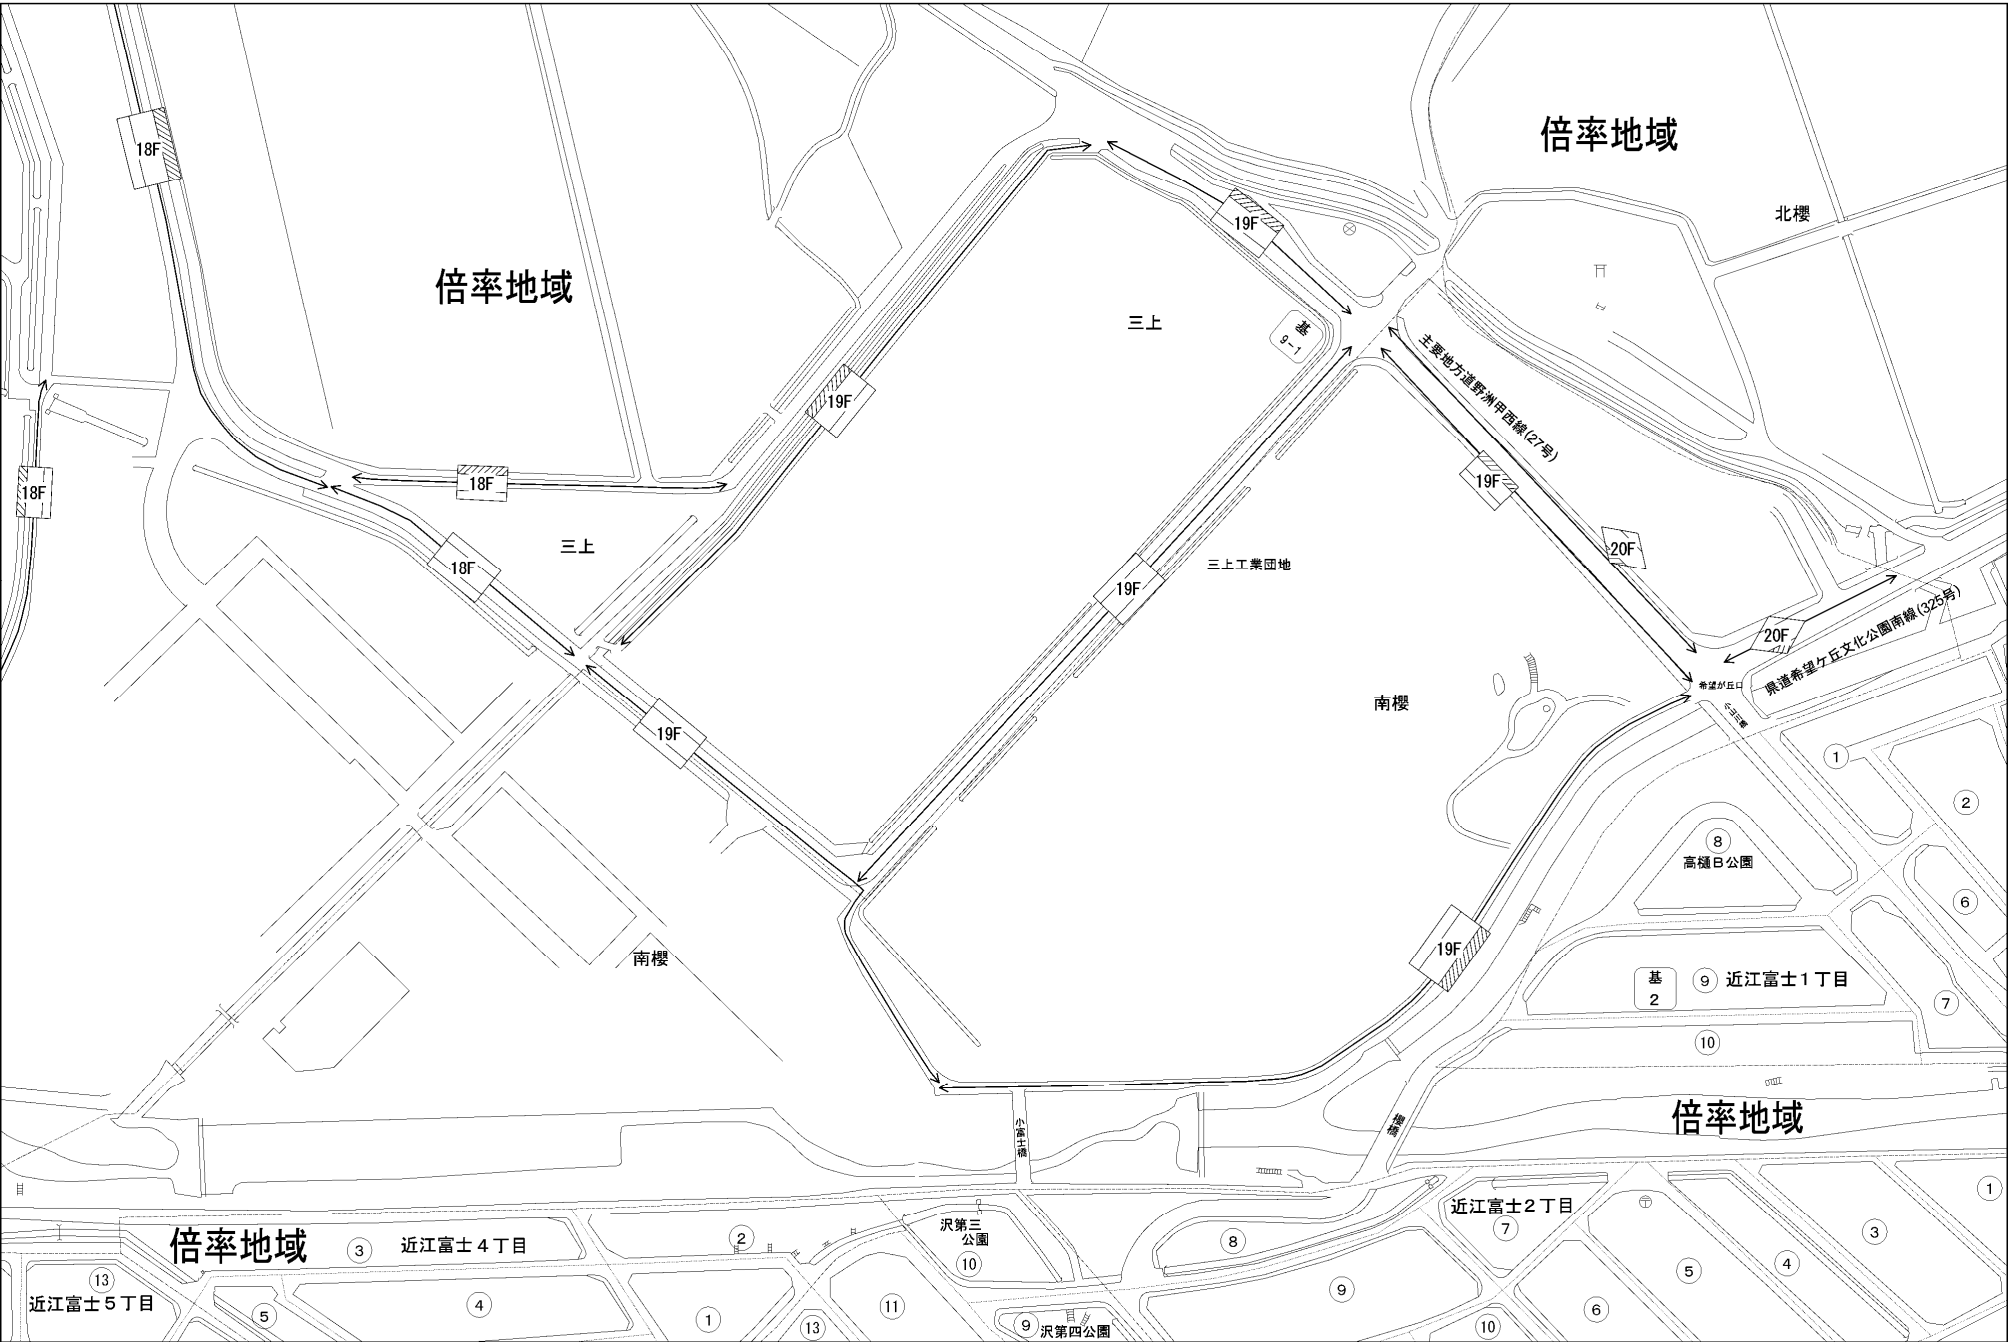 18F
倍率地域
北櫻
19F
倍率地域
三上
基
9-1
主要地方道野洲甲西線(27号)
19F
18F
18F
19F
20F
三上
18F
三上工業団地
19F
県道希望ケ丘文化公園南線(325号)
20F
希望が丘口
南櫻
19F
1
2
8
高樋B公園
6
19F
南櫻
基
2
9
近江富士1丁目
7
10
倍率地域
小富士橋
櫻橋
1
近江富士2丁目
7
倍率地域
3
近江富士4丁目
2
沢第三
公園
10
8
3
4
5
13
近江富士5丁目
5
4
1
13
11
9
沢第四公園
9
10
6